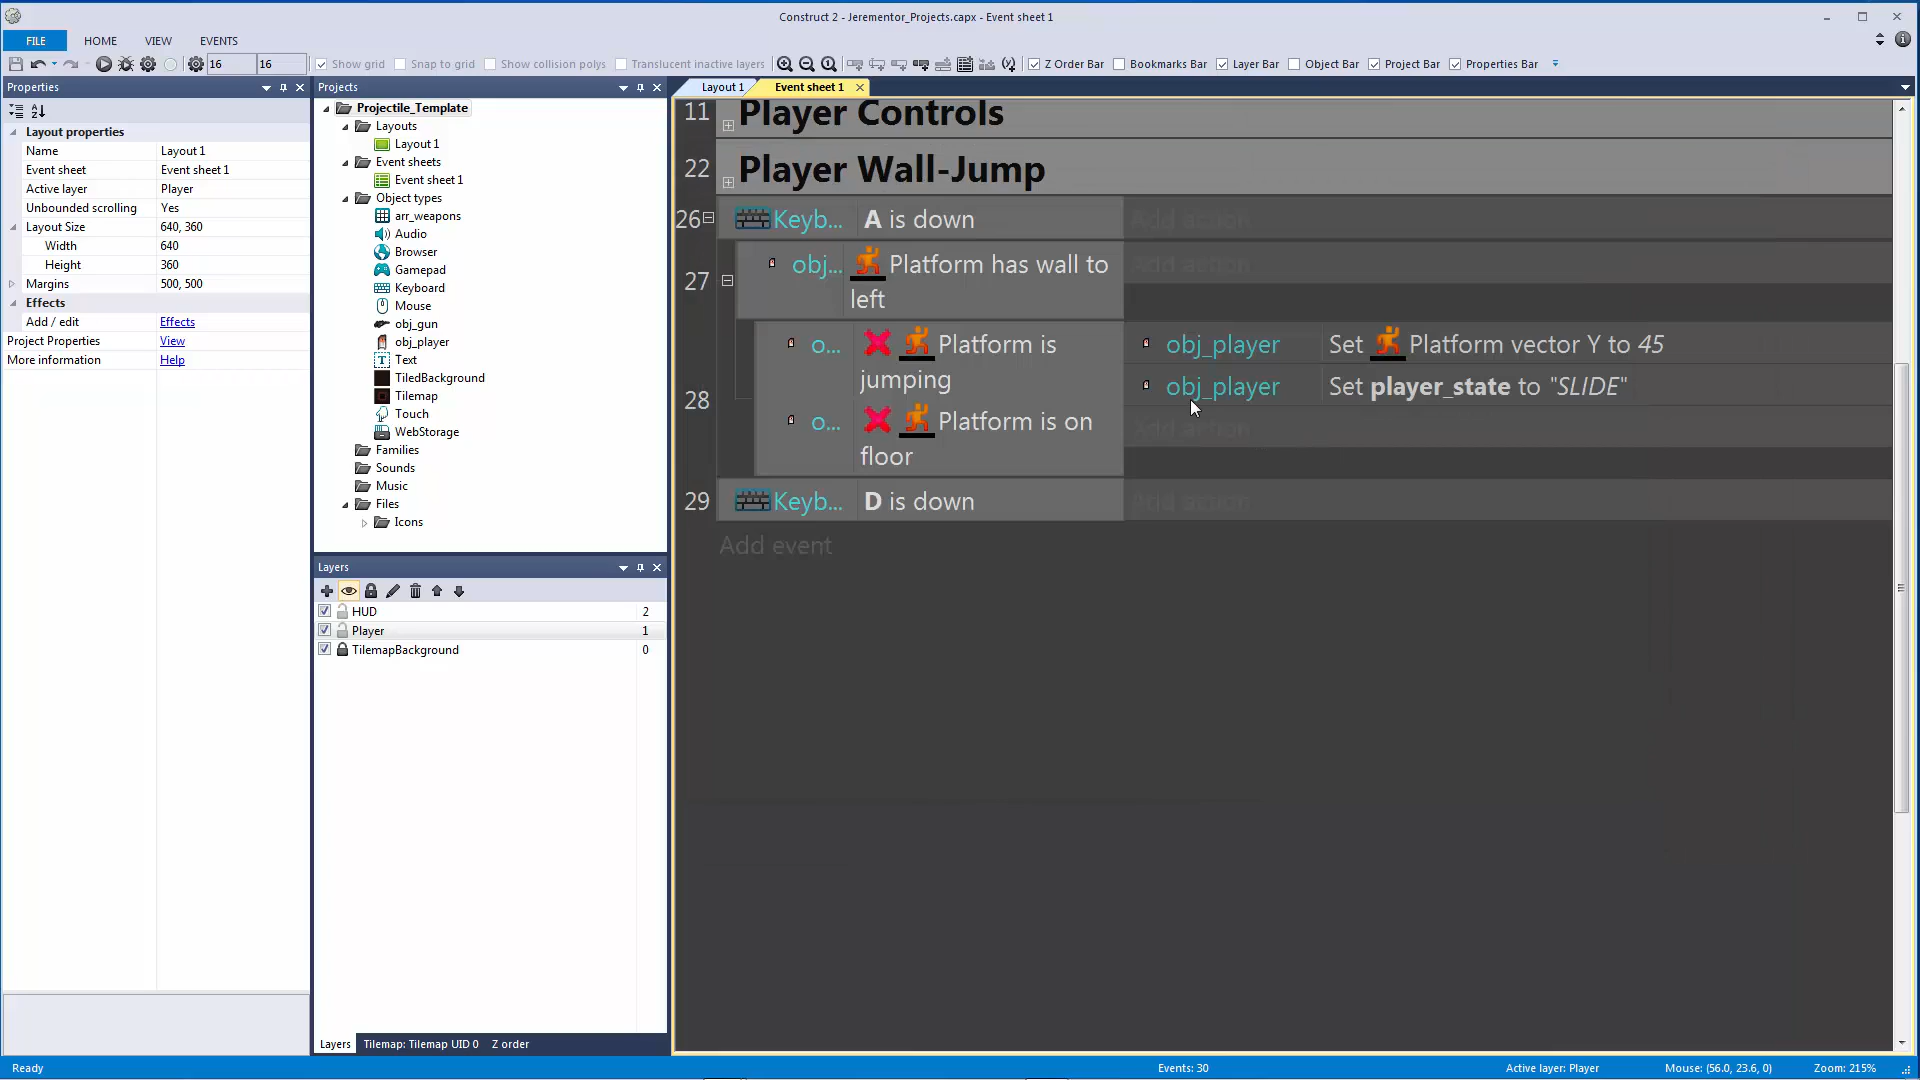 Construct 2 - Jerementor_Projects.capx - Event sheet 1
FILE HOME VIEW EVENTS
16 16 Show grid Snap to grid Show collision polys Translucent inactive layers Z Order Bar Bookmarks Bar Layer Bar Object Bar Project Bar Properties Bar
Properties
Layout properties
Name Layout 1
Event sheet Event sheet 1
Active layer Player
Unbounded scrolling Yes
Layout Size 640, 360
Width 640
Height 360
Margins 500, 500
Effects
Add / edit Effects
Project Properties View
More information Help
Projects
Projectile_Template
Layouts
Layout 1
Event sheets
Event sheet 1
Object types
arr_weapons
Audio
Browser
Gamepad
Keyboard
Mouse
obj_gun
obj_player
Text
TiledBackground
Tilemap
Touch
WebStorage
Families
Sounds
Music
Files
Icons
Layers
HUD 2
Player 1
TilemapBackground 0
Layers Tilemap: Tilemap UID 0 Z order
Layout 1 Event sheet 1
11 Player Controls
22 Player Wall-Jump
26 Keyb... A is down Add action
27 obj... Platform has wall to left Add action
28 o... Platform is jumping obj_player Set Platform vector Y to 45
obj_player Set player_state to "SLIDE"
o... Platform is on floor Add action
29 Keyb... D is down Add action
Add event
Ready Events: 30 Active layer: Player Mouse: (56.0, 23.6, 0) Zoom: 215%